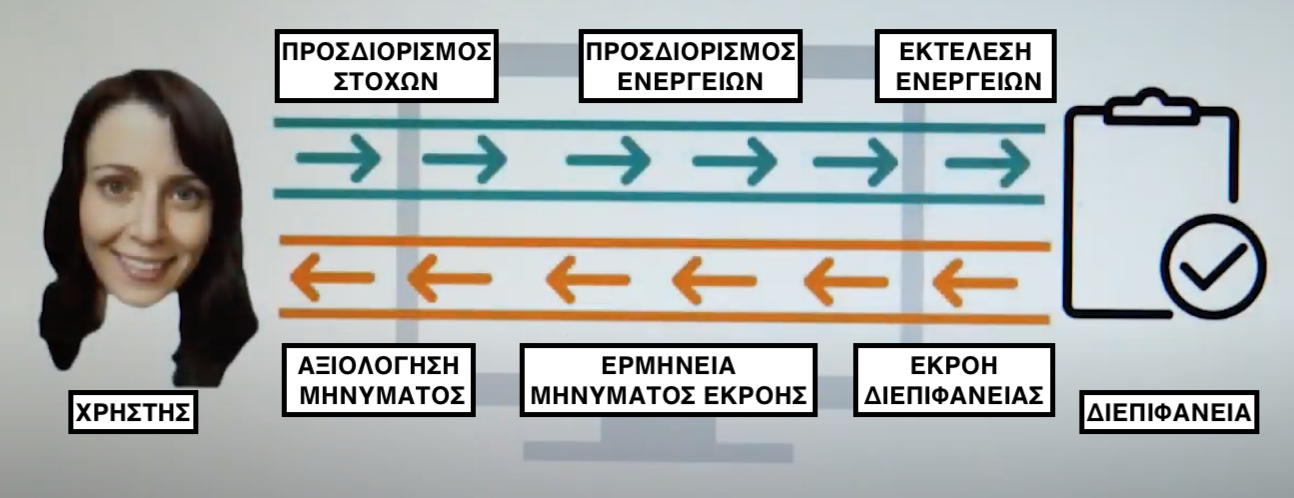 ΠΡΟΣΔΙΟΡΙΣΜΟΣ
ΣΤΟΧΩΝ
ΠΡΟΣΔΙΟΡΙΣΜΟΣ
ΕΝΕΡΓΕΙΩΝ
ΕΚΤΕΛΕΣΗ
ΕΝΕΡΓΕΙΩΝ
ΑΞΙΟΛΟΓΗΣΗ
ΜΗΝΥΜΑΤΟΣ
ΕΡΜΗΝΕΙΑ
ΜΗΝΥΜΑΤΟΣ ΕΚΡΟΗΣ
ΕΚΡΟΗ
ΔΙΕΠΙΦΑΝΕΙΑΣ
ΧΡΗΣΤΗΣ
ΔΙΕΠΙΦΑΝΕΙΑ